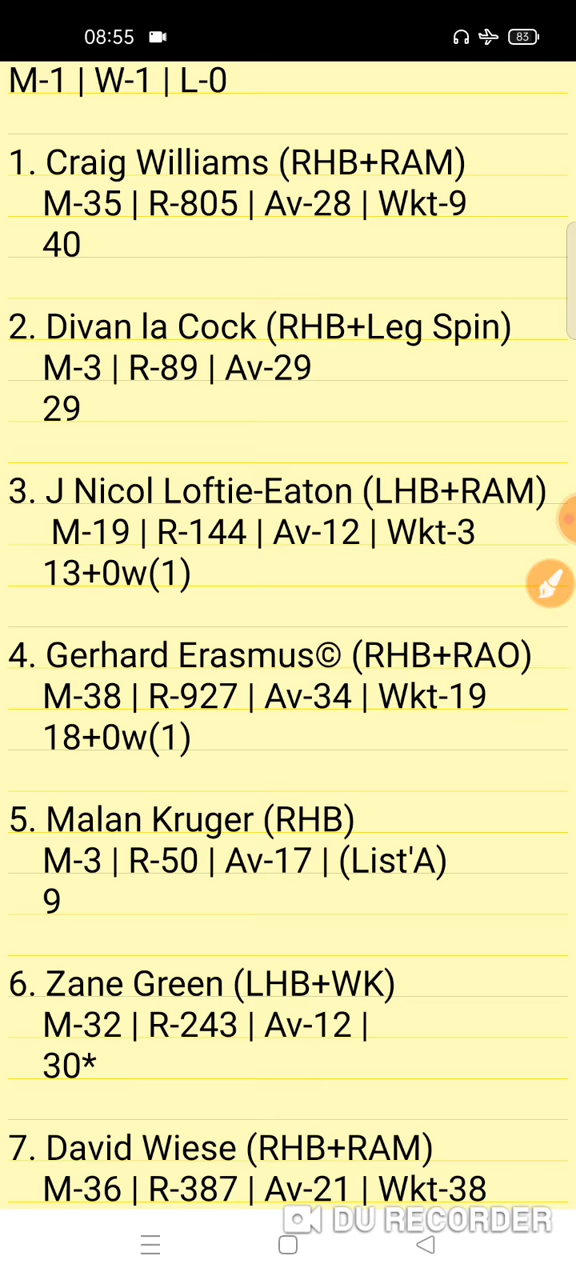 08:55
83
M-1 | W-1 | L-0
1. Craig Williams (RHB+RAM)
M-35 | R-805 | Av-28 | Wkt-9
40
2. Divan la Cock (RHB+Leg Spin)
M-3 | R-89 | Av-29
29
3. J Nicol Loftie-Eaton (LHB+RAM)
M-19 | R-144 | Av-12 | Wkt-3
13+0w(1)
4. Gerhard Erasmus© (RHB+RAO)
M-38 | R-927 | Av-34 | Wkt-19
18+0w(1)
5. Malan Kruger (RHB)
M-3 | R-50 | Av-17 | (List'A)
9
6. Zane Green (LHB+WK)
M-32 | R-243 | Av-12 |
30*
7. David Wiese (RHB+RAM)
M-36 | R-387 | Av-21 | Wkt-38
DU RECORDER